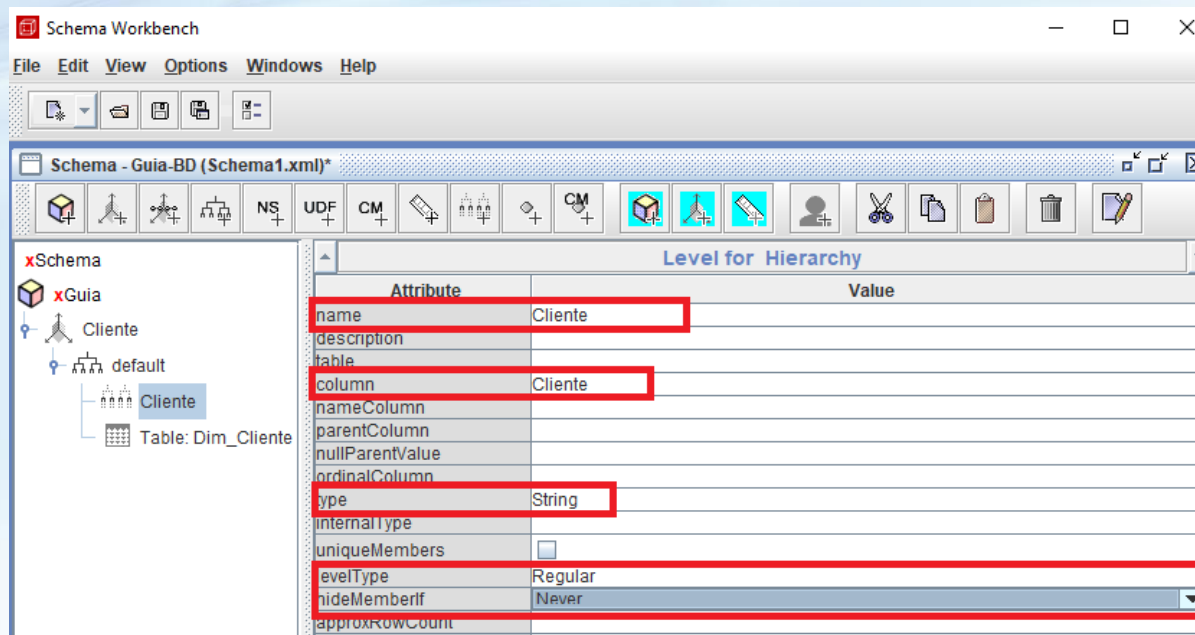 Schema Workbench
File Edit View Options Windows Help
Schema - Guia-BD (Schema1.xml)*
NS UDF CM CM
xSchema
xGuia
Cliente
default
Cliente
Table: Dim_Cliente
Level for Hierarchy
Attribute Value
name Cliente
description
table
column Cliente
nameColumn
parentColumn
nullParentValue
ordinalColumn
type String
internalType
uniqueMembers
levelType Regular
hideMemberIf Never
approxRowCount